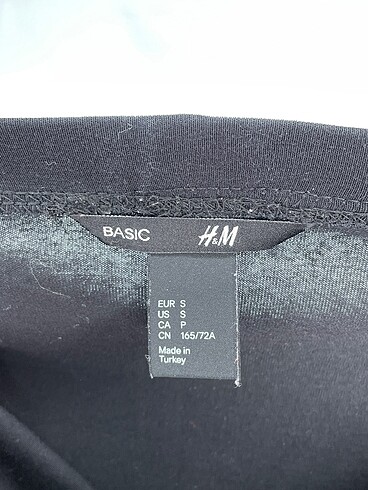 BASIC H&M
EUR S
US S
CA P
CN 165/72A
Made in
Turkey